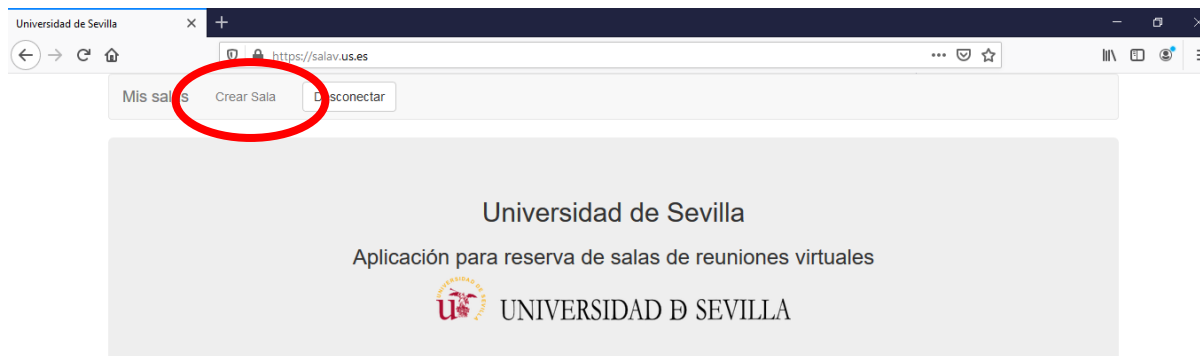 Universidad de Sevilla
https://salav.us.es
Mis salas Crear Sala Desconectar
Universidad de Sevilla
Aplicación para reserva de salas de reuniones virtuales
UNIVERSIDAD Ð SEVILLA